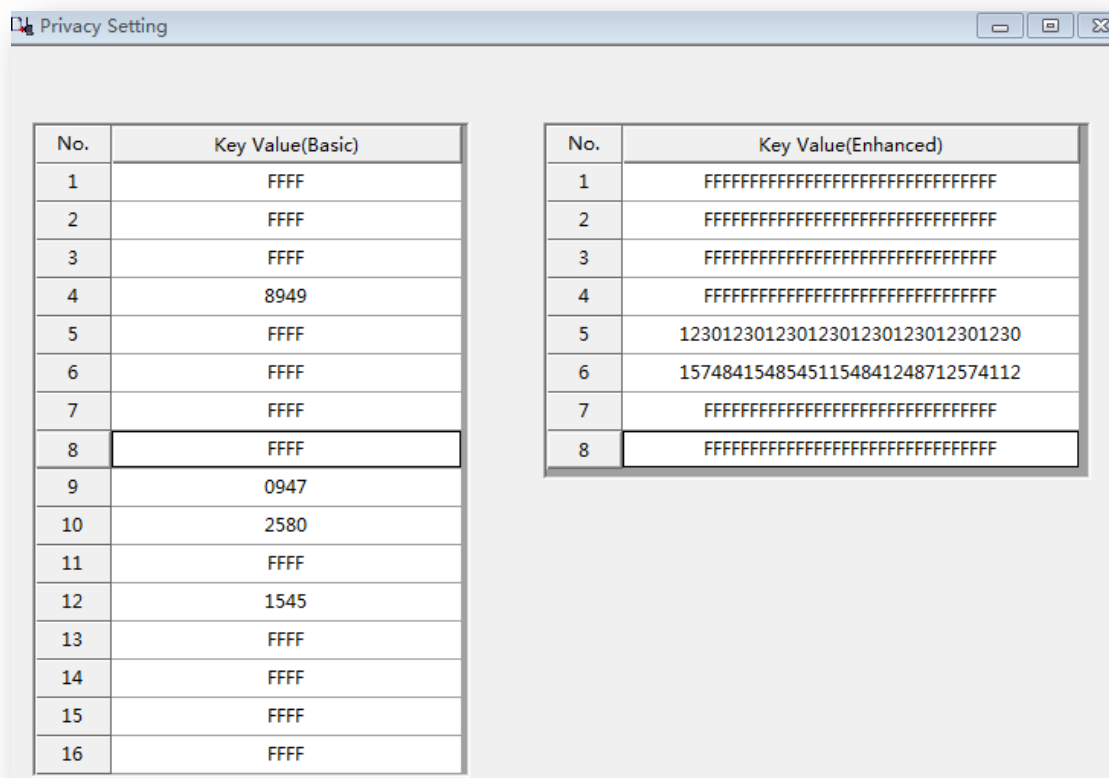 Privacy Setting
No. Key Value(Basic)
1 FFFF
2 FFFF
3 FFFF
4 8949
5 FFFF
6 FFFF
7 FFFF
8 FFFF
9 0947
10 2580
11 FFFF
12 1545
13 FFFF
14 FFFF
15 FFFF
16 FFFF
No. Key Value(Enhanced)
1 FFFFFFFFFFFFFFFFFFFFFFFFFFFFFFFF
2 FFFFFFFFFFFFFFFFFFFFFFFFFFFFFFFF
3 FFFFFFFFFFFFFFFFFFFFFFFFFFFFFFFF
4 FFFFFFFFFFFFFFFFFFFFFFFFFFFFFFFF
5 12301230123012301230123012301230
6 15748415485451154841248712574112
7 FFFFFFFFFFFFFFFFFFFFFFFFFFFFFFFF
8 FFFFFFFFFFFFFFFFFFFFFFFFFFFFFFFF